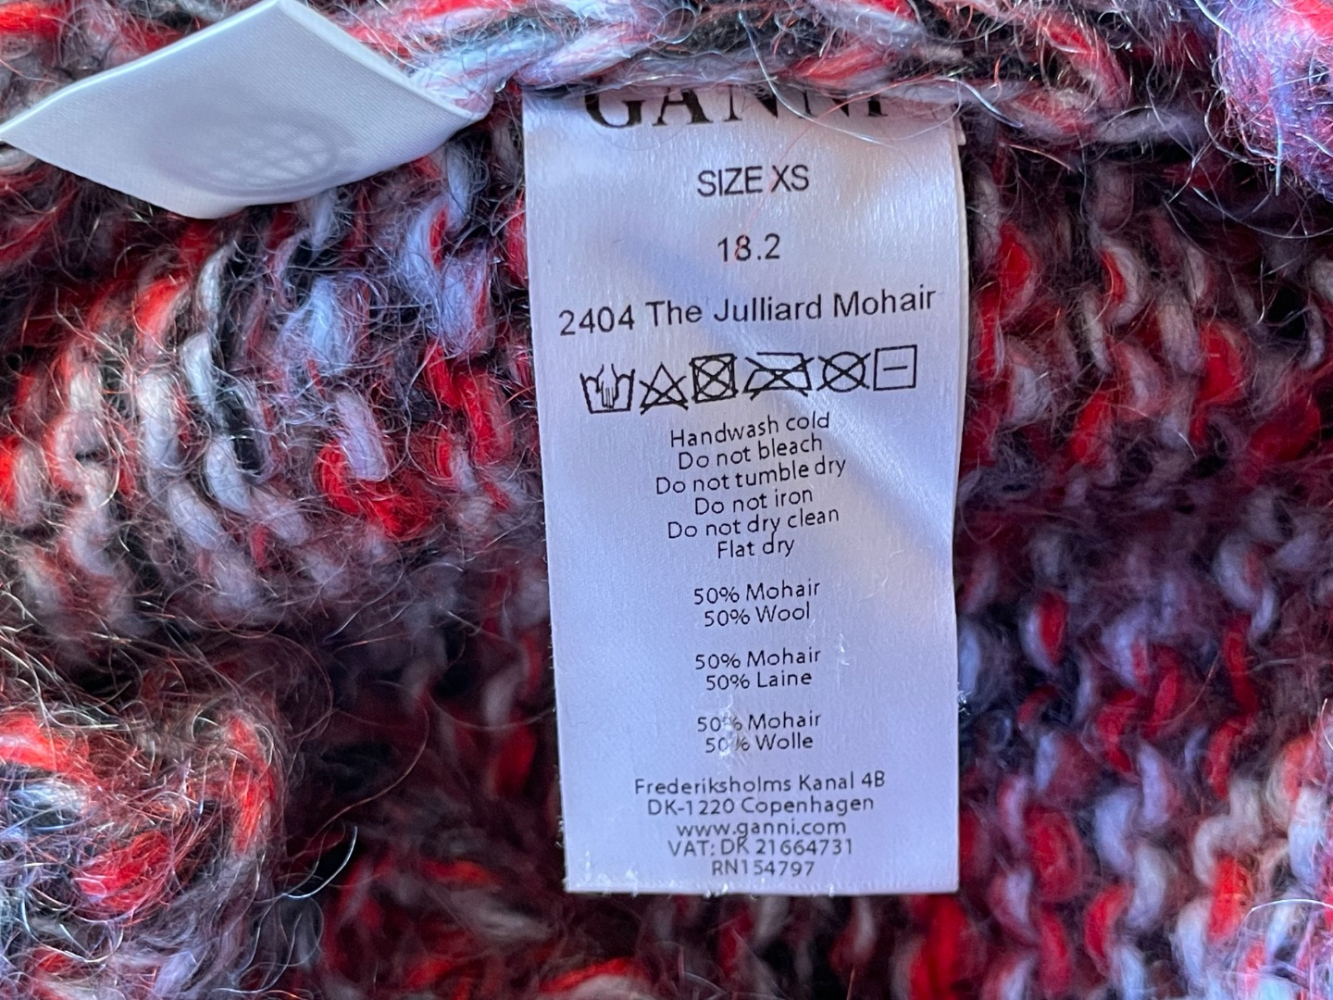 GANNI
SIZE XS
18.2
2404 The Julliard Mohair
Handwash cold
Do not bleach
Do not tumble dry
Do not iron
Do not dry clean
Flat dry
50% Mohair
50% Wool
50% Mohair
50% Laine
50% Mohair
50% Wolle
Frederiksholms Kanal 4B
DK-1220 Copenhagen
www.ganni.com
VAT: DK 21664731
RN154797